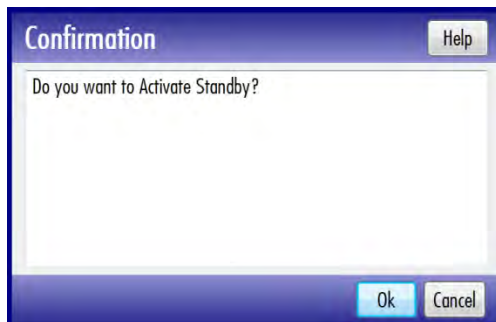 Confirmation
Help
Do you want to Activate Standby?
Ok
Cancel